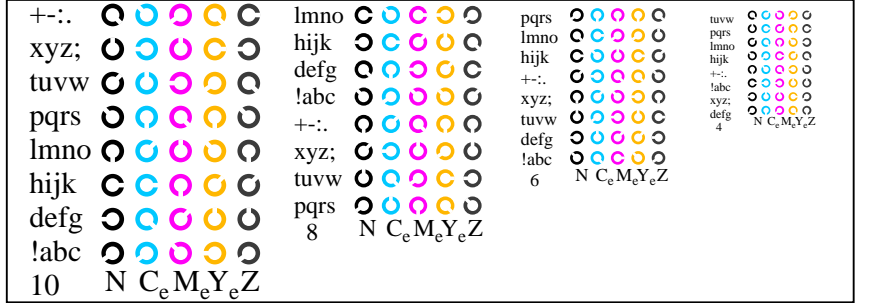 +-:.
xyz;
tuvw
pqrs
lmno
hijk
defg
!abc
10 N CeMeYeZ
lmno
hijk
defg
!abc
+-:.
xyz;
tuvw
pqrs
8 N CeMeYeZ
pqrs
lmno
hijk
+-:.
xyz;
tuvw
defg
!abc
6 N CeMeYeZ
tuvw
pqrs
lmno
hijk
+-:.
!abc
xyz;
defg
4 N CeMeYeZ